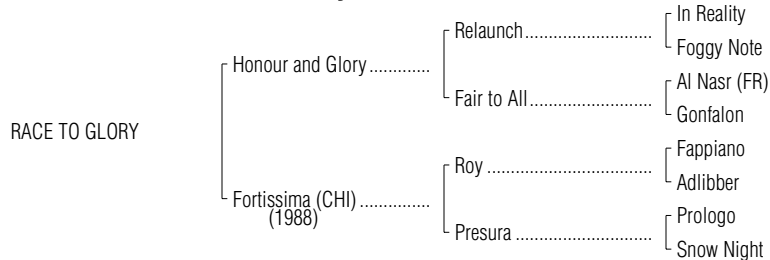 In Reality
Relaunch..............................
Foggy Note
Honour and Glory .............
Al Nasr (FR)
Fair to All..............................
Gonfalon
RACE TO GLORY
Fappiano
Roy .......................................
Adlibber
Fortissima (CHI) ...............
(1988)
Prologo
Presura ................................
Snow Night